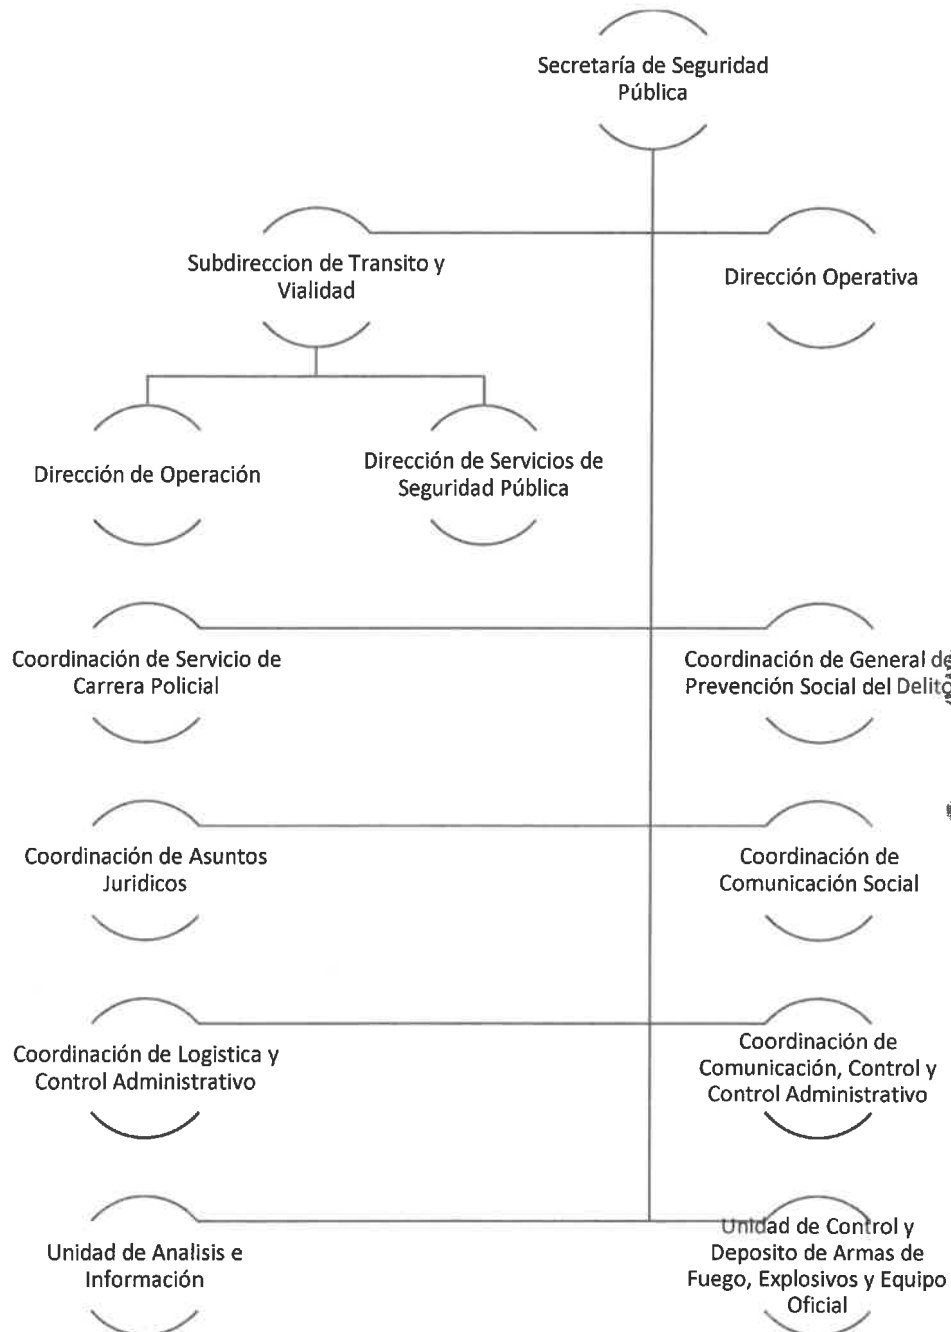 Secretaría de Seguridad
Pública
Subdireccion de Transito y
Vialidad
Dirección Operativa
Dirección de Operación
Dirección de Servicios de
Seguridad Pública
Coordinación de Servicio de
Carrera Policial
Coordinación de General de
Prevención Social del Delito
Coordinación de Asuntos
Juridicos
Coordinación de
Comunicación Social
Coordinación de Logistica y
Control Administrativo
Coordinación de
Comunicación, Control y
Control Administrativo
Unidad de Analisis e
Información
Unidad de Control y
Deposito de Armas de
Fuego, Explosivos y Equipo
Oficial